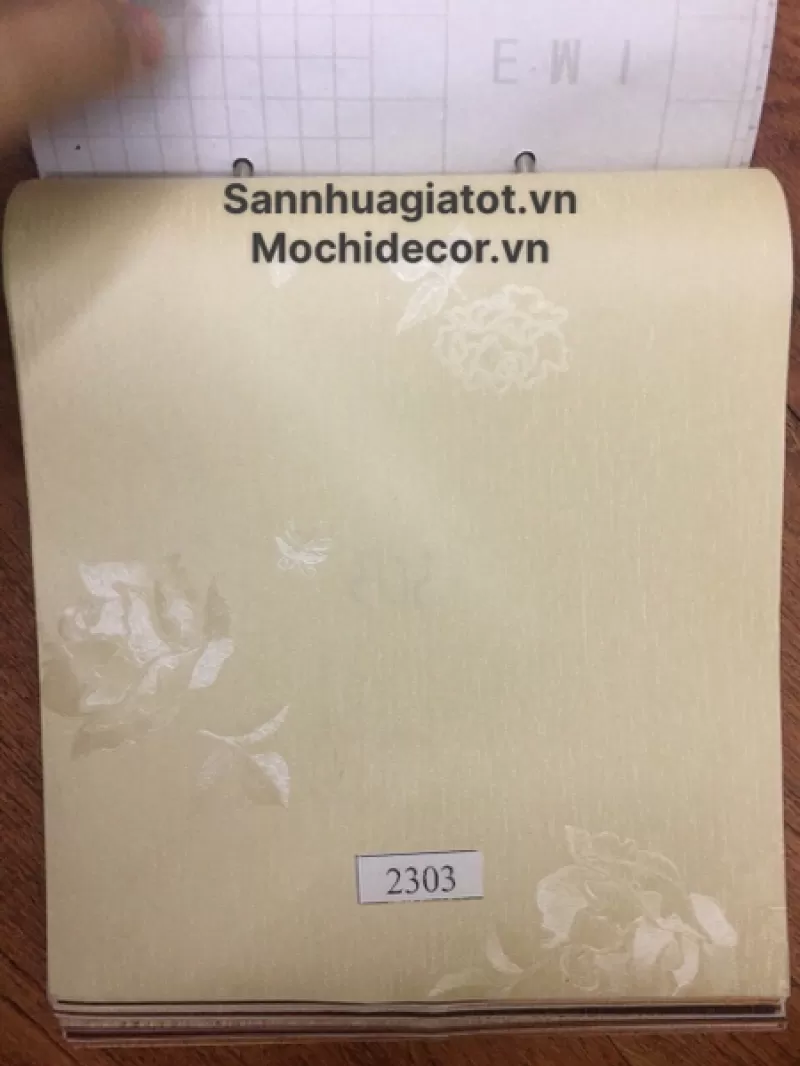 E W I
Sannhuagiatot.vn
Mochidecor.vn
2303